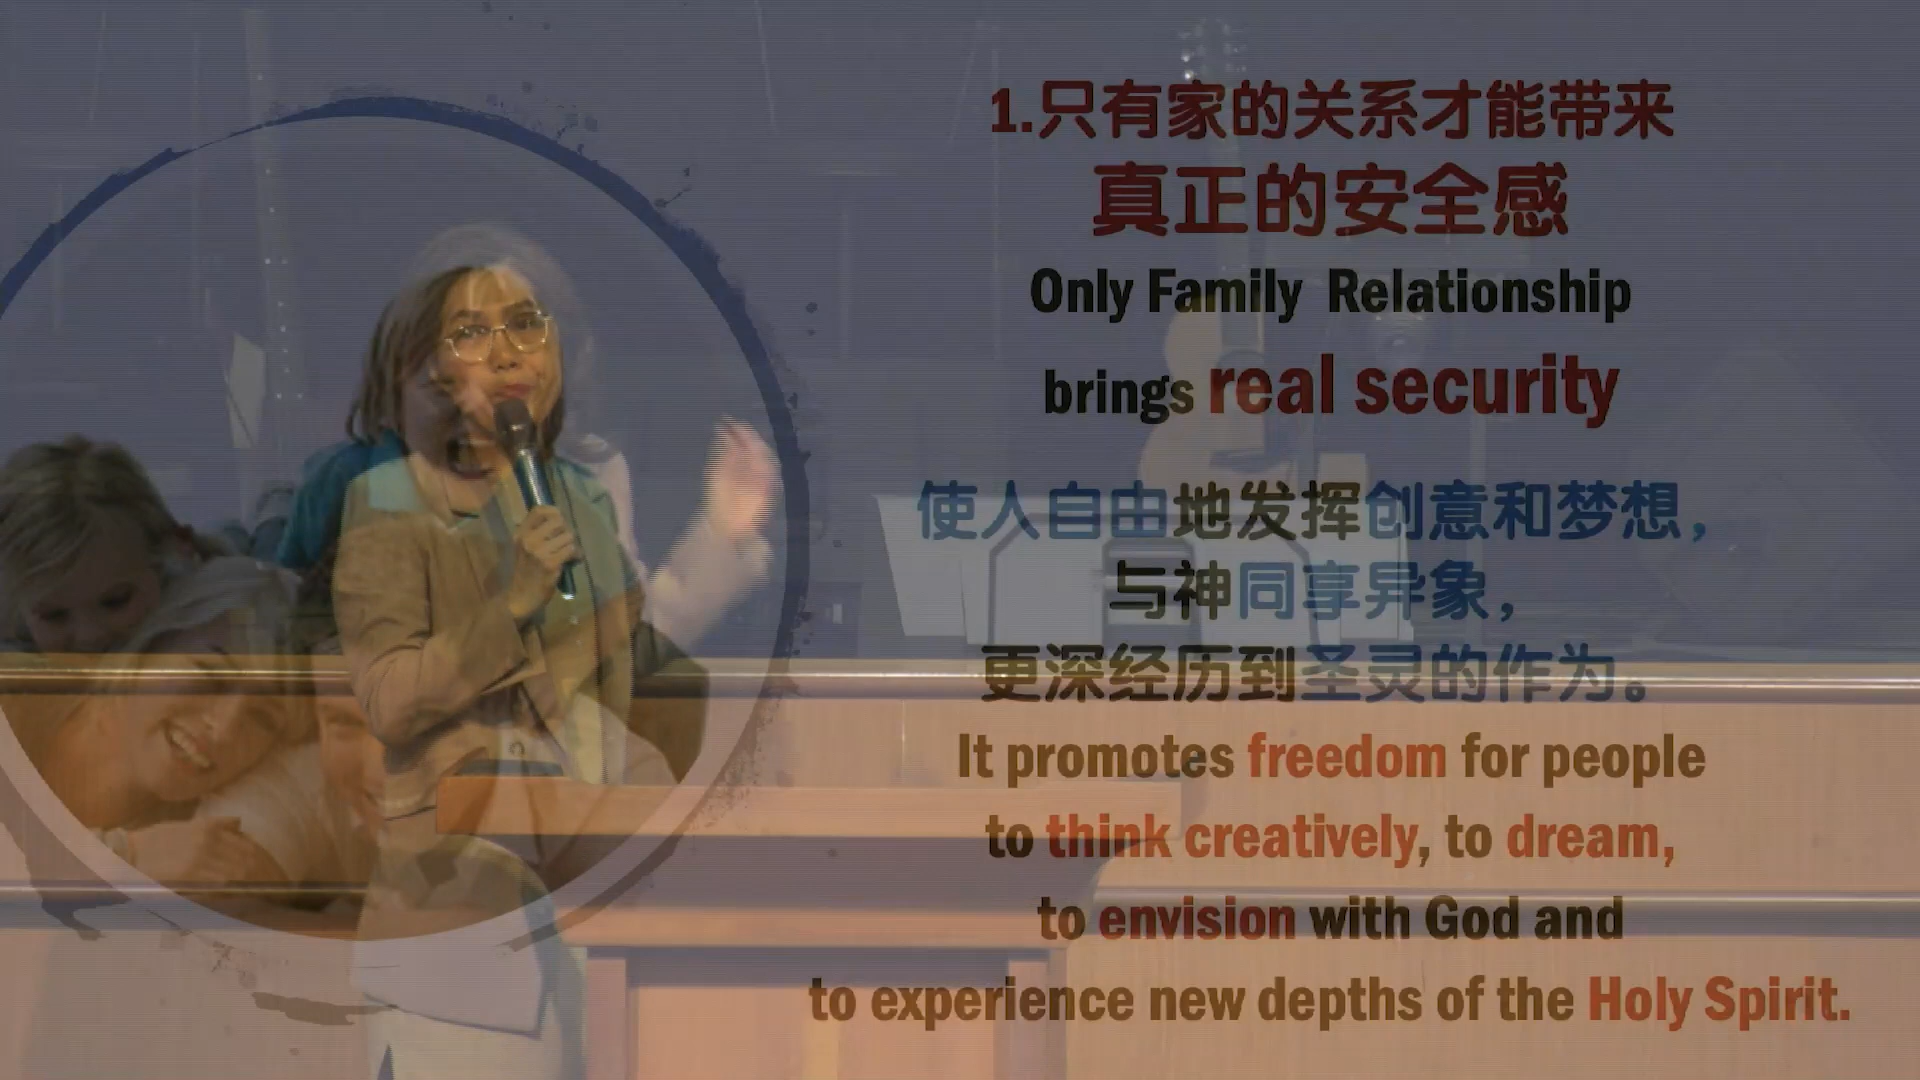 1.只有家的关系才能带来
真正的安全感
Only Family Relationship
brings real security
使人自由地发挥创意和梦想，
与神同享异象，
更深经历到圣灵的作为。
It promotes freedom for people
to think creatively, to dream,
to envision with God and
to experience new depths of the Holy Spirit.